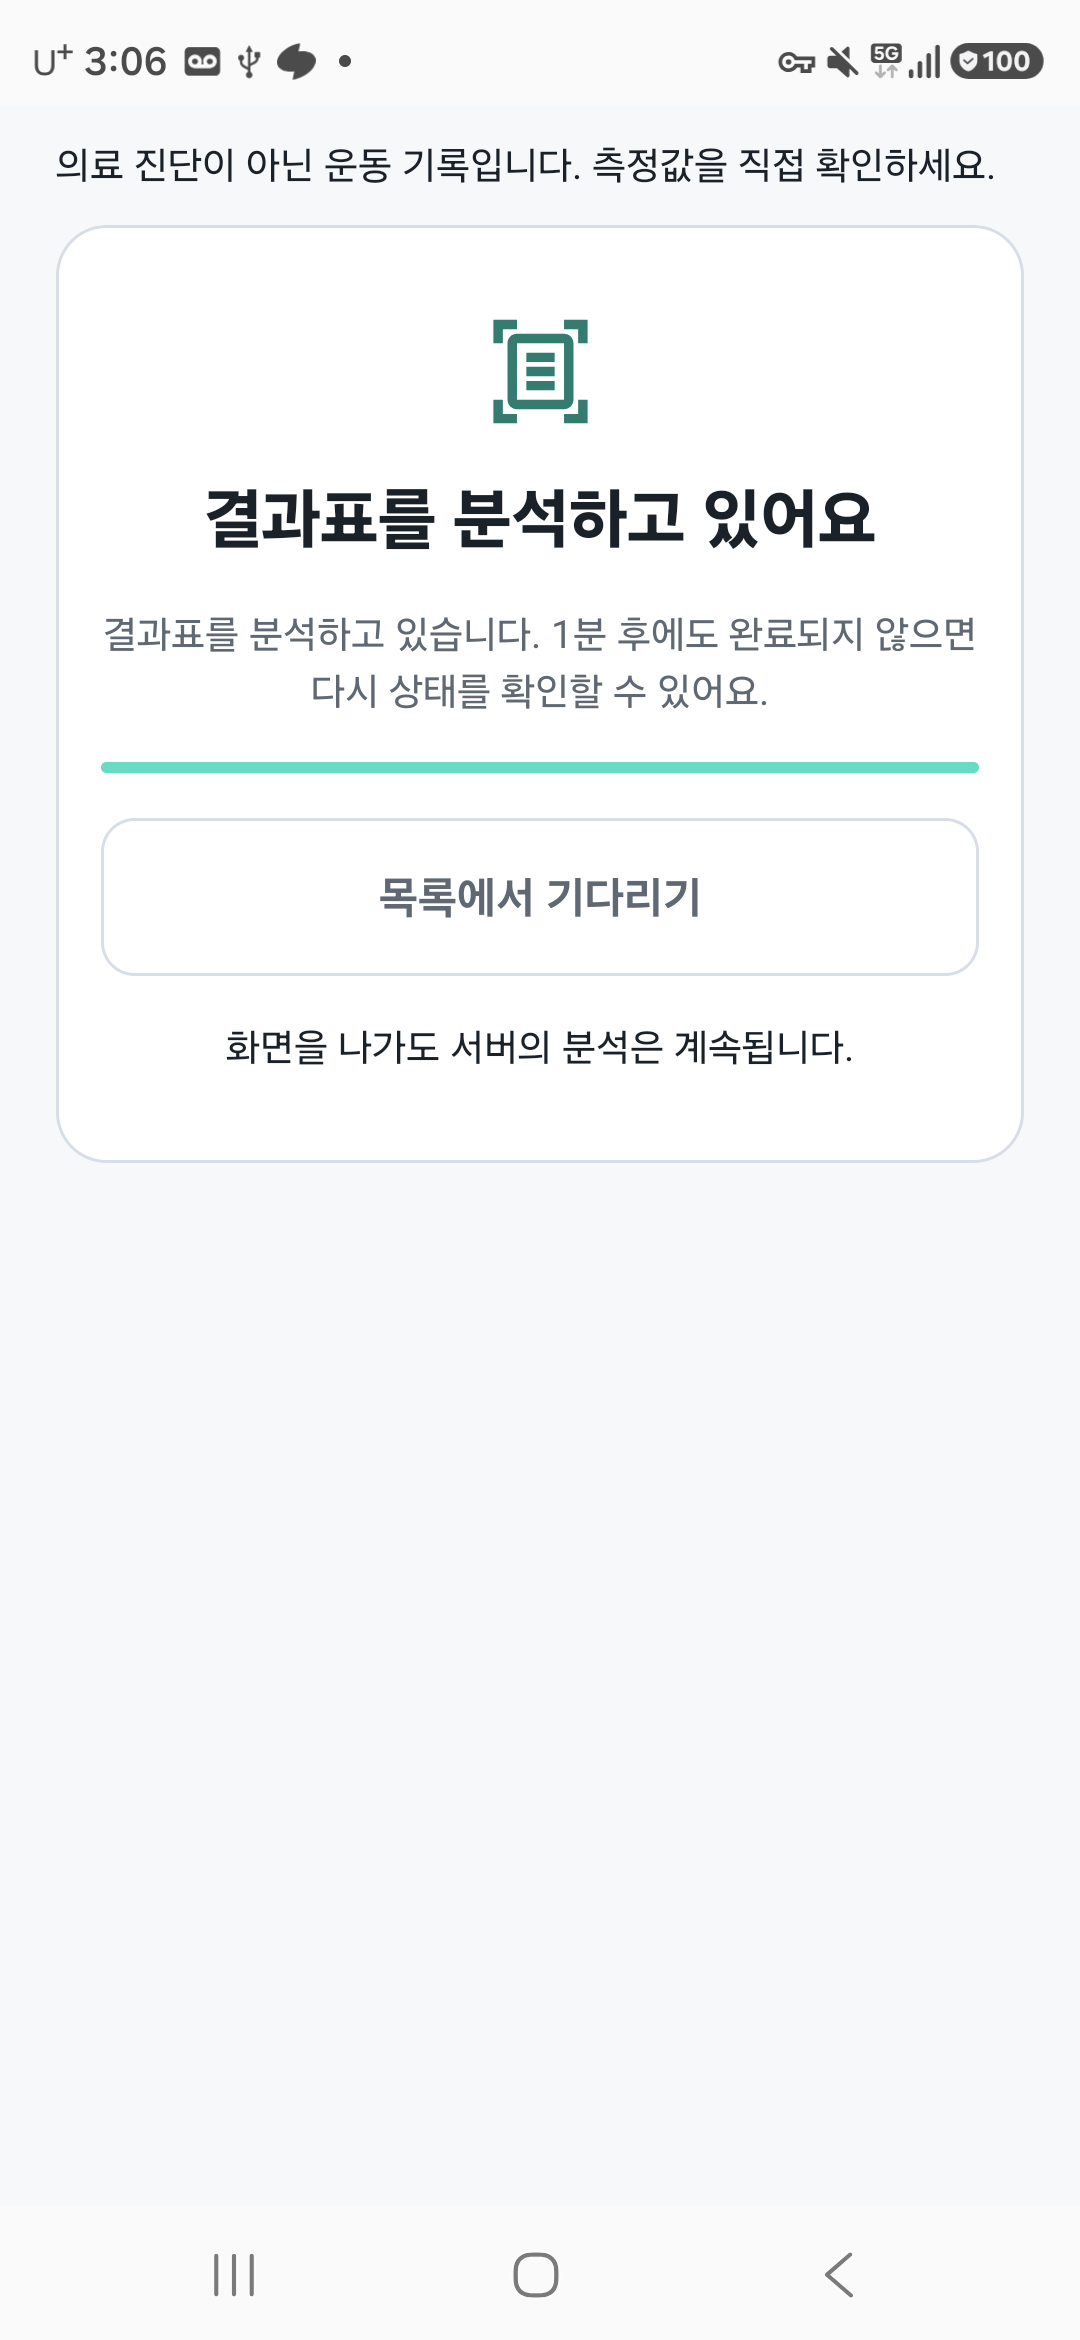 U+ 3:06 5G 100
의료 진단이 아닌 운동 기록입니다. 측정값을 직접 확인하세요.
결과표를 분석하고 있어요
결과표를 분석하고 있습니다. 1분 후에도 완료되지 않으면
다시 상태를 확인할 수 있어요.
목록에서 기다리기
화면을 나가도 서버의 분석은 계속됩니다.